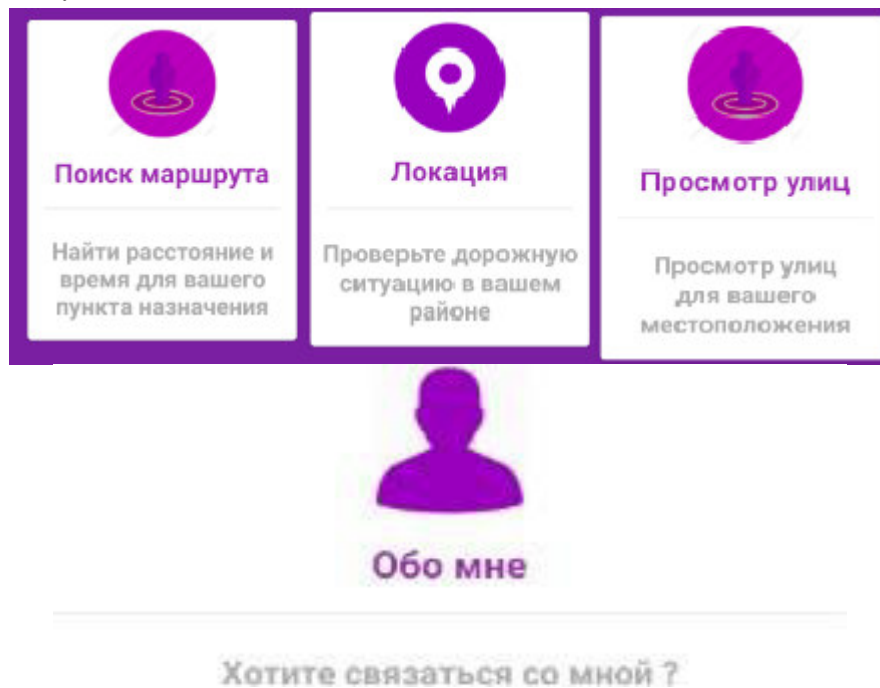 Поиск маршрута
Найти расстояние и
время для вашего
пункта назначения
Локация
Проверьте дорожную
ситуацию в вашем
районе
Просмотр улиц
Просмотр улиц
для вашего
местоположения
Обо мне
Хотите связаться со мной ?